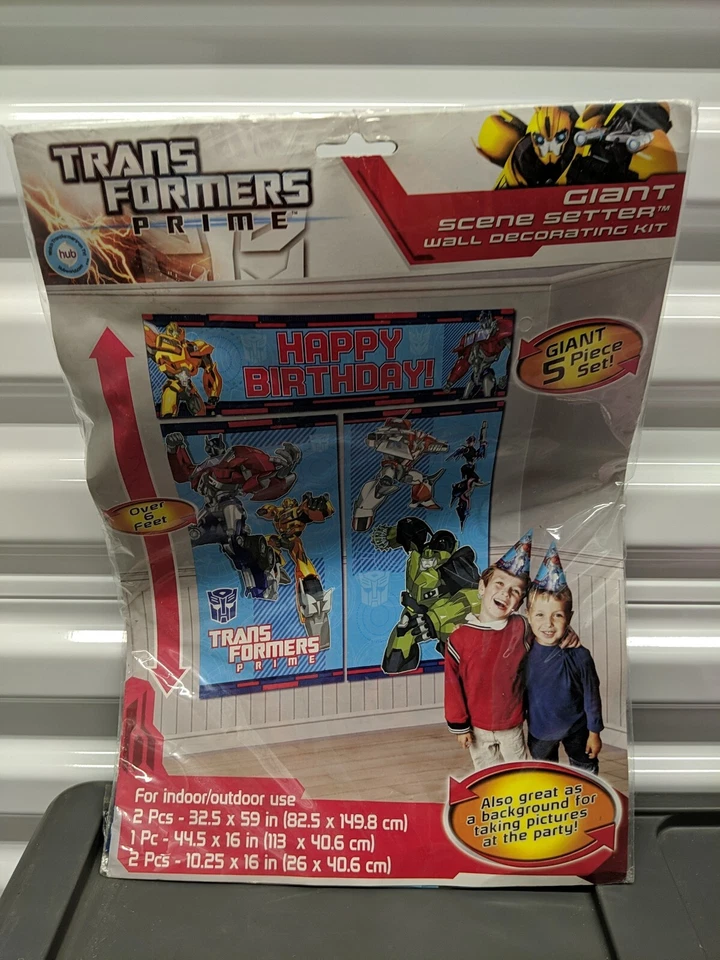 TRANS
FORMERS
PRIME™
hub
GIANT
SCENE SETTER™
WALL DECORATING KIT
GIANT
5 Piece
Set!
HAPPY
BIRTHDAY!
Over
6
Feet
TRANS
FORMERS
PRIME
For indoor/outdoor use
2 Pcs - 32.5 x 59 in (82.5 x 149.8 cm)
1 Pc - 44.5 x 16 in (113 x 40.6 cm)
2 Pcs - 10.25 x 16 in (26 x 40.6 cm)
Also great as
a background for
taking pictures
at the party!